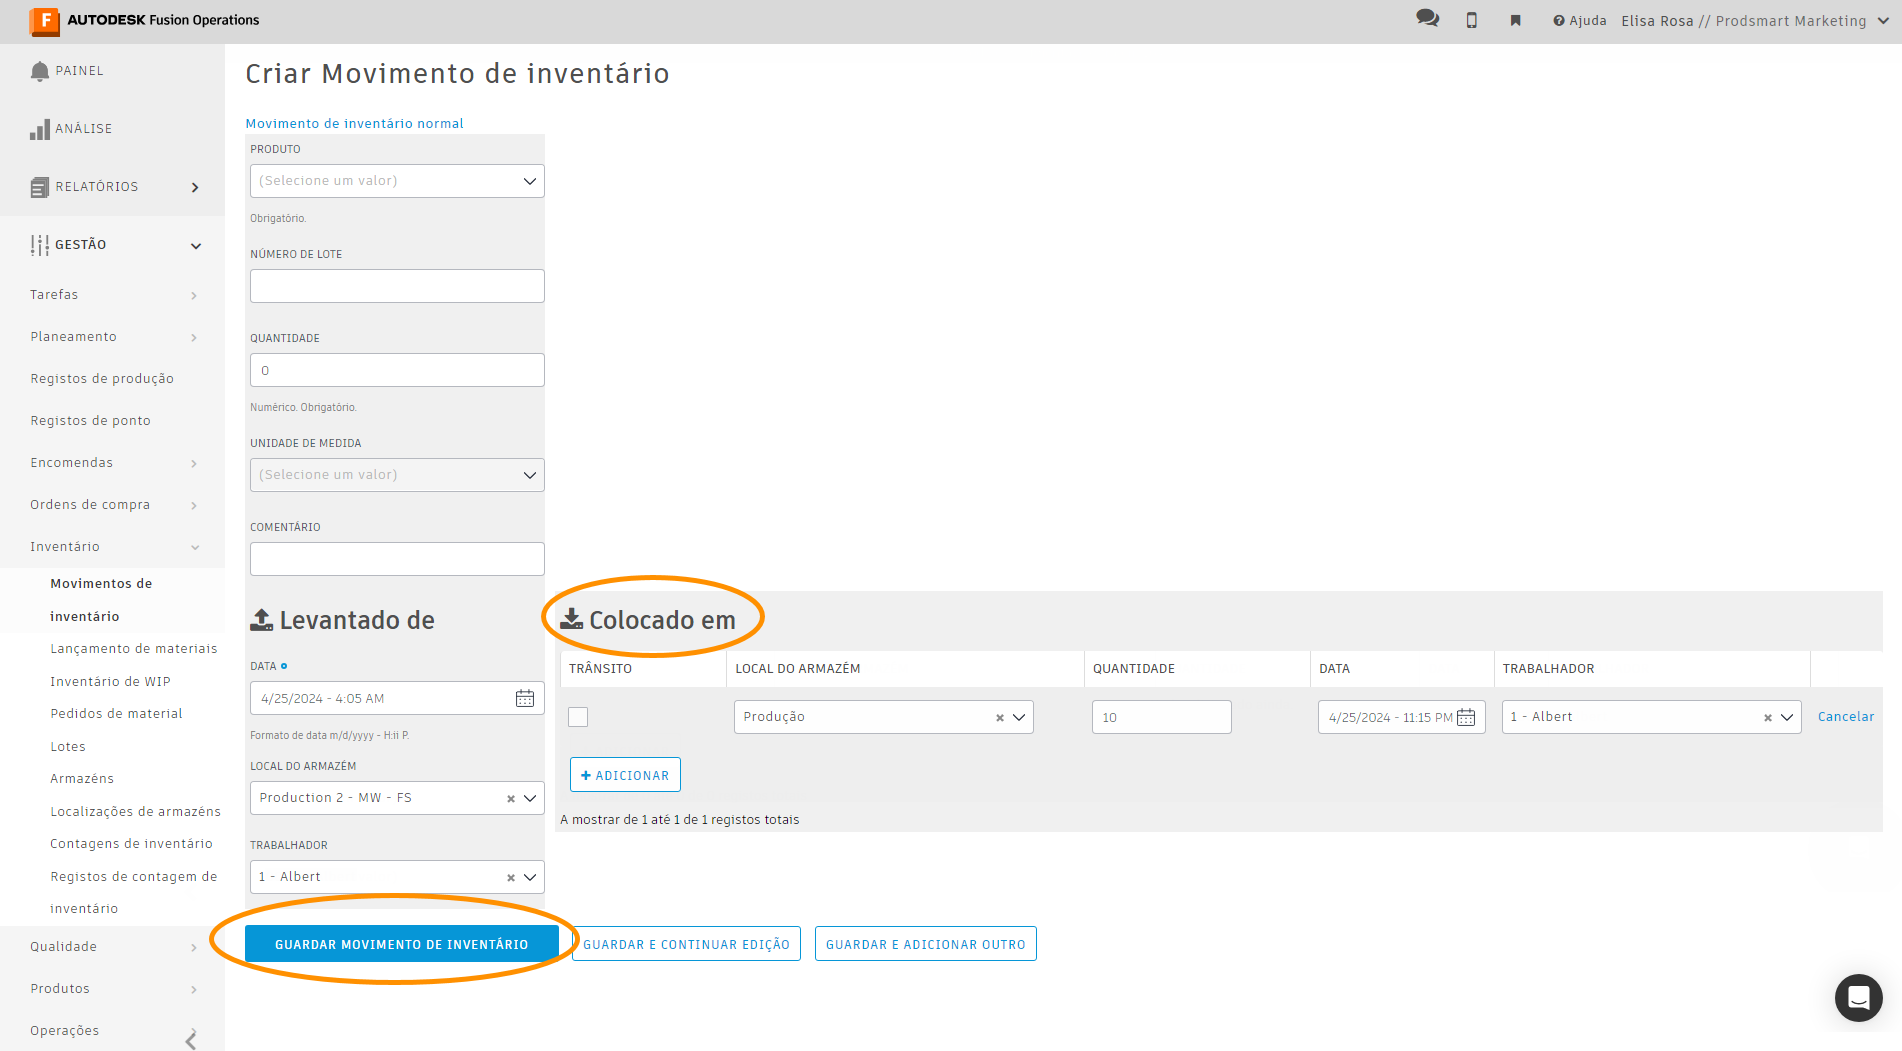 AUTODESK Fusion Operations
Ajuda
Elisa Rosa // Prodsmart Marketing
PAINEL
ANÁLISE
RELATÓRIOS
GESTÃO
Tarefas
Planeamento
Registos de produção
Registos de ponto
Encomendas
Ordens de compra
Inventário
Movimentos de
inventário
Lançamento de materiais
Inventário de WIP
Pedidos de material
Lotes
Armazéns
Localizações de armazéns
Contagens de inventário
Registos de contagem de
inventário
Qualidade
Produtos
Operações
Criar Movimento de inventário
Movimento de inventário normal
PRODUTO
(Selecione um valor)
Obrigatório.
NÚMERO DE LOTE
QUANTIDADE
0
Numérico. Obrigatório.
UNIDADE DE MEDIDA
(Selecione um valor)
COMENTÁRIO
Levantado de
DATA
4/25/2024 - 4:05 AM
Formato de data m/d/yyyy - H:ii P.
LOCAL DO ARMAZÉM
Production 2 - MW - FS
TRABALHADOR
1 - Albert
Colocado em
TRÂNSITO LOCAL DO ARMAZÉM QUANTIDADE DATA TRABALHADOR
Produção 10 4/25/2024 - 11:15 PM 1 - Albert Cancelar
+ ADICIONAR
A mostrar de 1 até 1 de 1 registos totais
GUARDAR MOVIMENTO DE INVENTÁRIO
GUARDAR E CONTINUAR EDIÇÃO
GUARDAR E ADICIONAR OUTRO